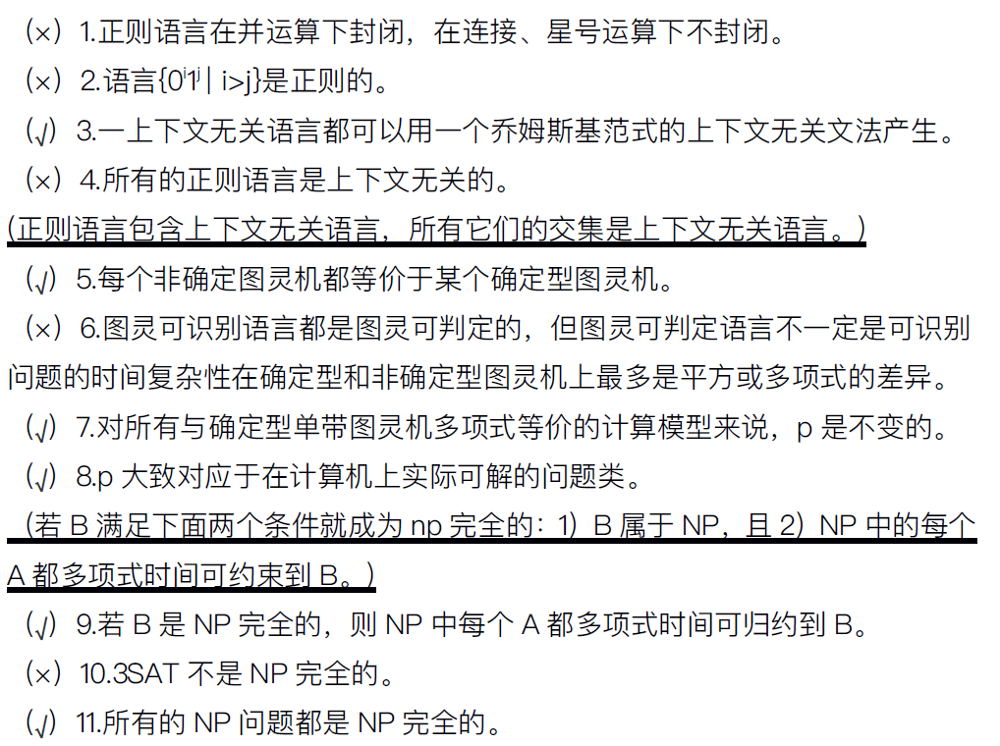 （×）1.正则语言在并运算下封闭，在连接、星号运算下不封闭。
（×）2.语言{0ⁱ1ʲ| i>j}是正则的。
（√）3.一上下文无关语言都可以用一个乔姆斯基范式的上下文无关文法产生。
（×）4.所有的正则语言是上下文无关的。
(正则语言包含上下文无关语言，所有它们的交集是上下文无关语言。)
（√）5.每个非确定图灵机都等价于某个确定型图灵机。
（×）6.图灵可识别语言都是图灵可判定的，但图灵可判定语言不一定是可识别
问题的时间复杂性在确定型和非确定型图灵机上最多是平方或多项式的差异。
（√）7.对所有与确定型单带图灵机多项式等价的计算模型来说，p 是不变的。
（√）8.p 大致对应于在计算机上实际可解的问题类。
（若 B 满足下面两个条件就成为 np 完全的：1）B 属于 NP，且 2）NP 中的每个
A 都多项式时间可约束到 B。）
（√）9.若 B 是 NP 完全的，则 NP 中每个 A 都多项式时间可归约到 B。
（×）10.3SAT 不是 NP 完全的。
（√）11.所有的 NP 问题都是 NP 完全的。